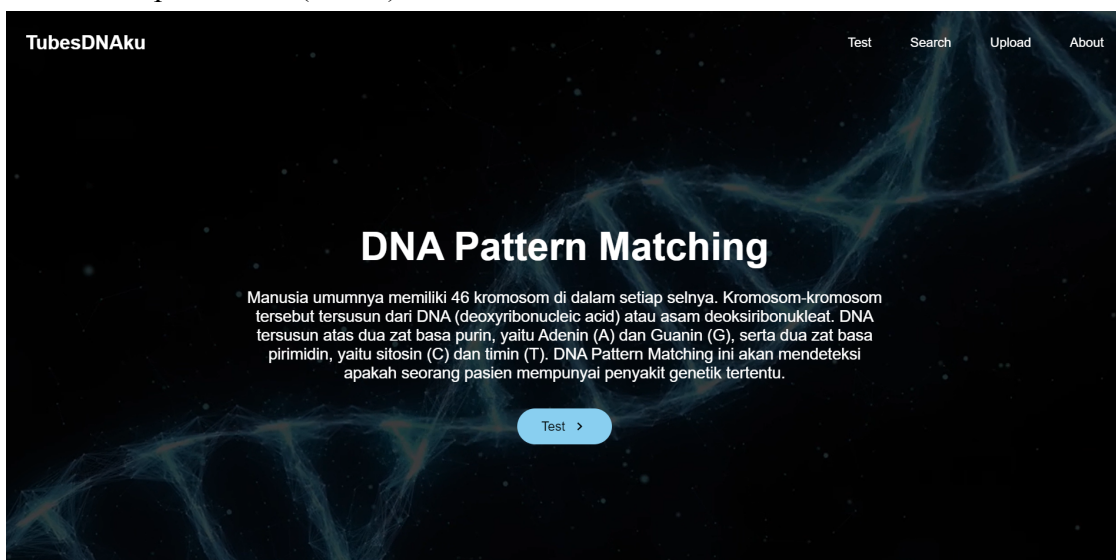 TubesDNAku
Test Search Upload About
DNA Pattern Matching
Manusia umumnya memiliki 46 kromosom di dalam setiap selnya. Kromosom-kromosom
tersebut tersusun dari DNA (deoxyribonucleic acid) atau asam deoksiribonukleat. DNA
tersusun atas dua zat basa purin, yaitu Adenin (A) dan Guanin (G), serta dua zat basa
pirimidin, yaitu sitosin (C) dan timin (T). DNA Pattern Matching ini akan mendeteksi
apakah seorang pasien mempunyai penyakit genetik tertentu.
Test >